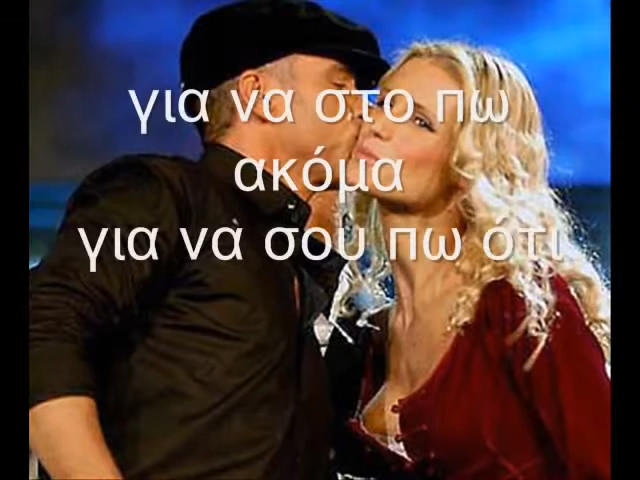 για να στο πω
ακόμα
για να σου πω ότι